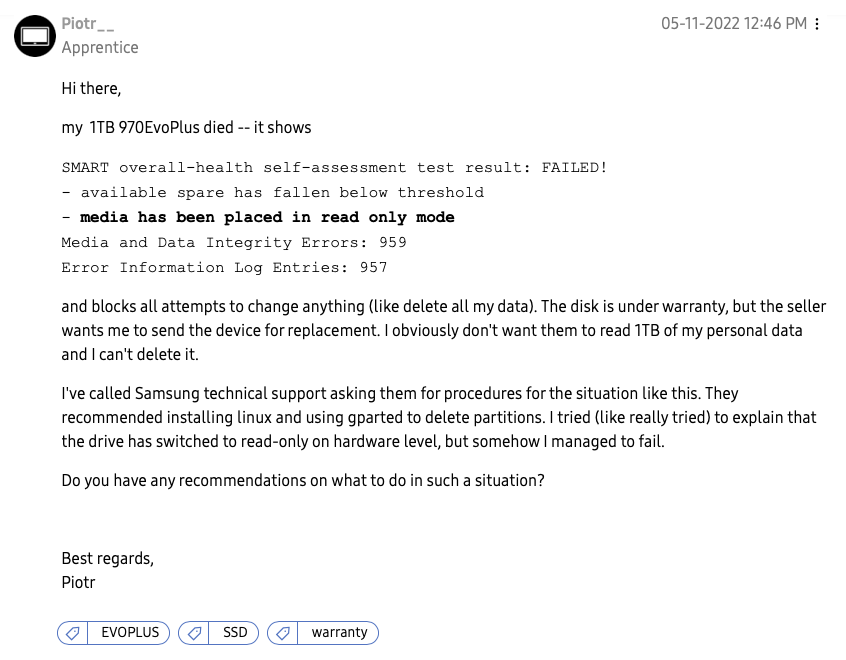 Piotr__
05-11-2022 12:46 PM
Apprentice
Hi there,
my 1TB 970EvoPlus died -- it shows
SMART overall-health self-assessment test result: FAILED!
- available spare has fallen below threshold
- media has been placed in read only mode
Media and Data Integrity Errors: 959
Error Information Log Entries: 957
and blocks all attempts to change anything (like delete all my data). The disk is under warranty, but the seller
wants me to send the device for replacement. I obviously don't want them to read 1TB of my personal data
and I can't delete it.
I've called Samsung technical support asking them for procedures for the situation like this. They
recommended installing linux and using gparted to delete partitions. I tried (like really tried) to explain that
the drive has switched to read-only on hardware level, but somehow I managed to fail.
Do you have any recommendations on what to do in such a situation?
Best regards,
Piotr
EVOPLUS SSD warranty